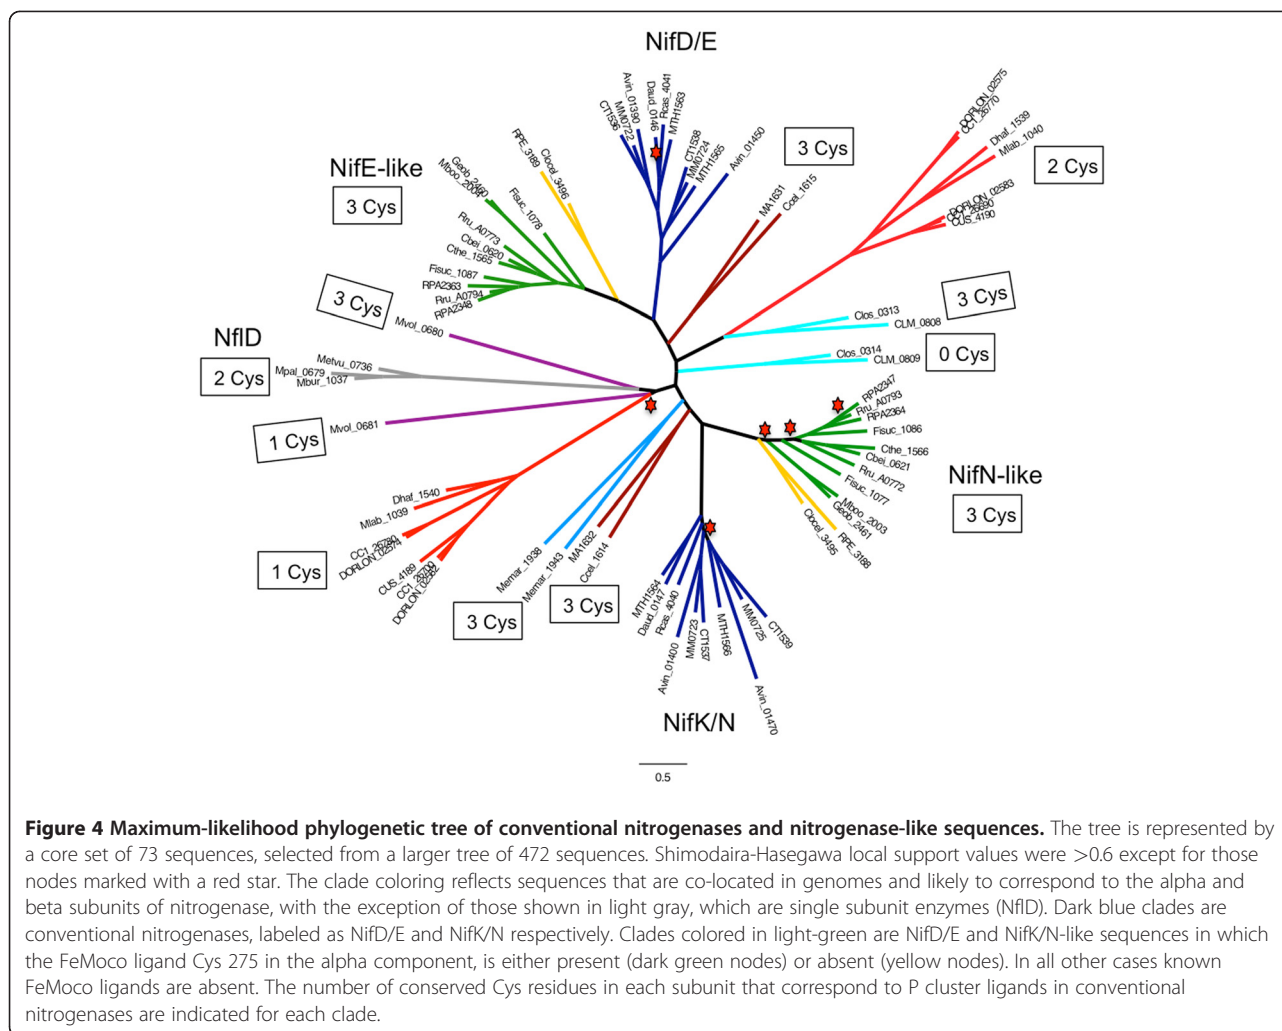 NifD/E
Avin_01390
MM0722
CT1536
Daud_0146
Rcas_4041
MTH1563
CT1538
MM0724
MTH1565
Avin_01450
3 Cys
MA1631
Ccel_1615
DORLON_02575
CC1_26770
Dhaf_1539
Mlab_1040
2 Cys
DORLON_02583
CC1_26690
CUS_4190
NifE-like
3 Cys
RPE_3189
Clocel_3496
Geob_2460
Fisuc_1078
Rru_A0773
Cbei_0620
Cthe_1565
Fisuc_1087
RPA2363
Rru_A0794
RPA2348
3 Cys
Mvol_0680
3 Cys
Clos_0313
CLM_0808
0 Cys
Clos_0314
CLM_0809
NflD
2 Cys
Metvu_0736
Mpal_0679
Mbur_1037
1 Cys
Mvol_0681
RPA2347
Rru_A0793
RPA2364
Fisuc_1086
Cthe_1566
Cbei_0621
Rru_A0772
Fisuc_1077
Mboo_2003
Geob_2461
Clocel_3495
RPE_3188
NifN-like
3 Cys
Dhaf_1540
Mlab_1039
CC1_26780
DORLON_02574
CUS_4189
CC1_26700
1 Cys
Memar_1938
Memar_1943
MA1632
Ccel_1614
3 Cys
3 Cys
MTH1564
Daud_0147
Rcas_4040
Avin_01400
MM0723
CT1537
MTH1566
MM0725
CT1539
Avin_01470
NifK/N
0.5
Figure 4 Maximum-likelihood phylogenetic tree of conventional nitrogenases and nitrogenase-like sequences. The tree is represented by
a core set of 73 sequences, selected from a larger tree of 472 sequences. Shimodaira-Hasegawa local support values were >0.6 except for those
nodes marked with a red star. The clade coloring reflects sequences that are co-located in genomes and likely to correspond to the alpha and
beta subunits of nitrogenase, with the exception of those shown in light gray, which are single subunit enzymes (NflD). Dark blue clades are
conventional nitrogenases, labeled as NifD/E and NifK/N respectively. Clades colored in light-green are NifD/E and NifK/N-like sequences in which
the FeMoco ligand Cys 275 in the alpha component, is either present (dark green nodes) or absent (yellow nodes). In all other cases known
FeMoco ligands are absent. The number of conserved Cys residues in each subunit that correspond to P cluster ligands in conventional
nitrogenases are indicated for each clade.